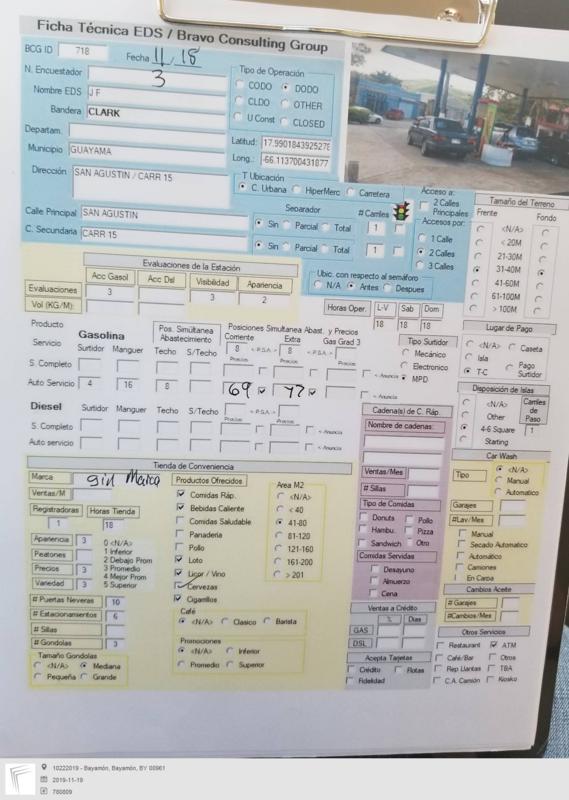 Ficha Técnica EDS / Bravo Consulting Group
BCG ID 718 Fecha 11/18
N. Encuestador 3
Nombre EDS J F
Bandera CLARK
Departam.
Municipio GUAYAMA
Dirección SAN AGUSTIN / CARR 15
Calle Principal SAN AGUSTIN
C. Secundaria CARR 15
Tipo de Operación
CODO DODO
CLDO OTHER
U Const CLOSED
Latitud: 17.9901843925278
Long.: -66.113700431877
T Ubicación
C. Urbana HiperMerc Carretera
Separador # Carriles
Sin Parcial Total 1
Sin Parcial Total 1
Acceso a:
2 Calles
Principales
Accesos por:
1 Calle
2 Calles
3 Calles
Ubic. con respecto al semáforo
N/A Antes Despues
Tamaño del Terreno
Frente Fondo
<N/A>
< 20M
21-30M
31-40M
41-60M
61-100M
> 100M
Evaluaciones de la Estación
Acc Gasol Acc Dsl Visibilidad Apariencia
Evaluaciones 3 3 2
Vol (KG/M):
Horas Oper. L-V Sab Dom
18 18 18
Producto
Servicio
Gasolina
Surtidor Manguer
Pos. Simultánea
Abastecimiento
Techo S/Techo
Posiciones Simultanea Abast. y Precios
Corriente <-P.S.A-> Extra <-P.S.A-> Gas Grad 3
8 8
Precios Precios Precios
S. Completo <-Anuncia
Auto Servicio 4 16 8 69 77
Tipo Surtidor
Mecánico
Electronico
MPD
Lugar de Pago
<N/A> Caseta
Isla Pago
T-C Surtidor
Diesel Surtidor Manguer Techo S/Techo <-P.S.A->
Precios Precios
S. Completo <-Anuncia
Auto servicio <-Anuncia
Disposición de Islas
<N/A>
Other
4-6 Square
Starting
Carriles
de
Paso
1
Cadena(s) de C. Ráp.
Nombre de cadenas:
Ventas/Mes
# Sillas
Tipo de Comidas
Donuts Pollo
Hambu. Pizza
Sandwich Otro
Comidas Servidas
Desayuno
Almuerzo
Cena
Car Wash
Tipo <N/A>
Manual
Automatico
Garajes
#Lav/Mes
Manual
Secado Automatico
Automático
Camiones
En Carpa
Cambios Aceite
# Garajes
#Cambios/Mes
Tienda de Conveniencia
Marca Sin Marca
Ventas/M
Registradoras Horas Tienda
1 18
Apariencia 3
Peatones
Precios 3
Variedad 3
0 <N/A>
1 Inferior
2 Debajo Prom
3 Promedio
4 Mejor Prom
5 Superior
# Puertas Neveras 10
# Estacionamientos 6
# Sillas
# Gondolas 3
Tamaño Gondolas
<N/A> Mediana
Pequeña Grande
Productos Ofrecidos
Comidas Ráp.
Bebidas Caliente
Comidas Saludable
Panaderia
Pollo
Loto
Licor / Vino
Cervezas
Cigarrillos
Area M2
<N/A>
< 40
41-80
81-120
121-160
161-200
> 201
Café
<N/A> Clasico Barista
Promociones
<N/A> Inferior
Promedio Superior
Ventas a Crédito
% Dias
GAS
DSL
Acepta Tarjetas
Crédito Flotas
Fidelidad
Otros Servicios
Restaurant ATM
Café/Bar Otros
Rep Llantas TBA
C.A. Camión Kiosko
10222019 - Bayamón, Bayamón, BY 00961
2019-11-19
780809